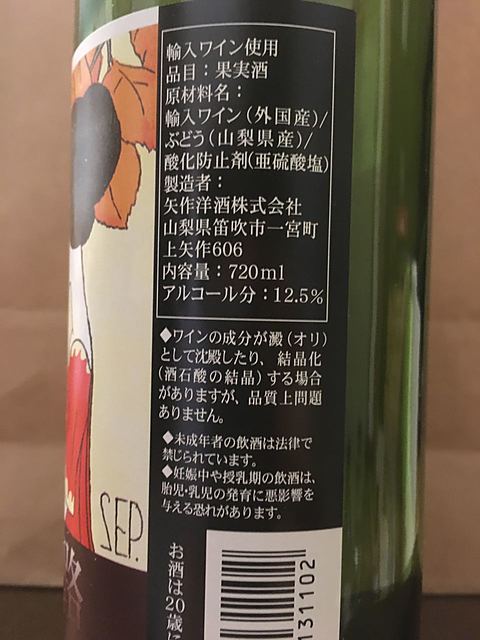 輸入ワイン使用
品目：果実酒
原材料名：
輸入ワイン（外国産）/
ぶどう（山梨県産）/
酸化防止剤（亜硫酸塩）
製造者：
矢作洋酒株式会社
山梨県笛吹市一宮町
上矢作606
内容量：720ml
アルコール分：12.5%
◆ワインの成分が澱（オリ）
として沈殿したり、結晶化
（酒石酸の結晶）する場合
がありますが、品質上問題
ありません。
◆未成年者の飲酒は法律で
禁じられています。
◆妊娠中や授乳期の飲酒は、
胎児・乳児の発育に悪影響を
与える恐れがあります。
SEP.
お酒は20歳に
131102